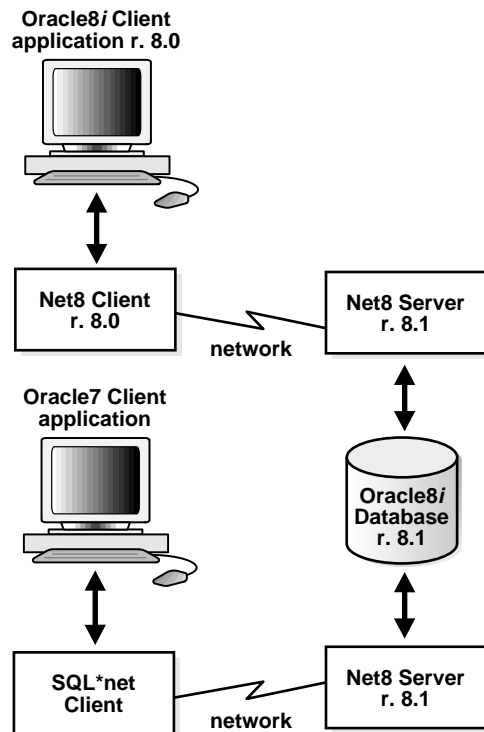 Oracle8i Client
application r. 8.0
Net8 Client
r. 8.0
network
Net8 Server
r. 8.1
Oracle7 Client
application
Oracle8i
Database
r. 8.1
SQL*net
Client
network
Net8 Server
r. 8.1